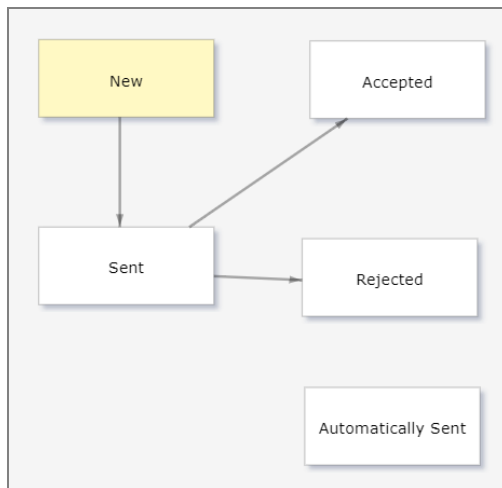 New
Accepted
Sent
Rejected
Automatically Sent